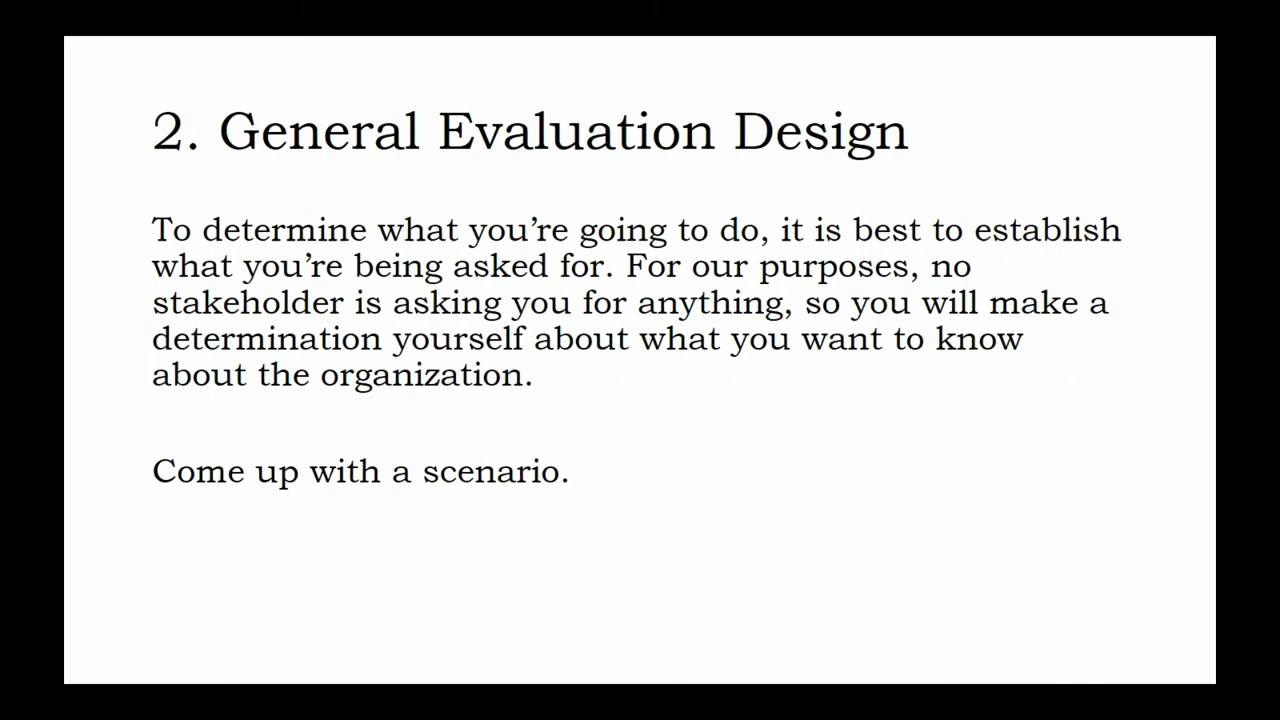 2. General Evaluation Design
To determine what you’re going to do, it is best to establish
what you’re being asked for. For our purposes, no
stakeholder is asking you for anything, so you will make a
determination yourself about what you want to know
about the organization.
Come up with a scenario.